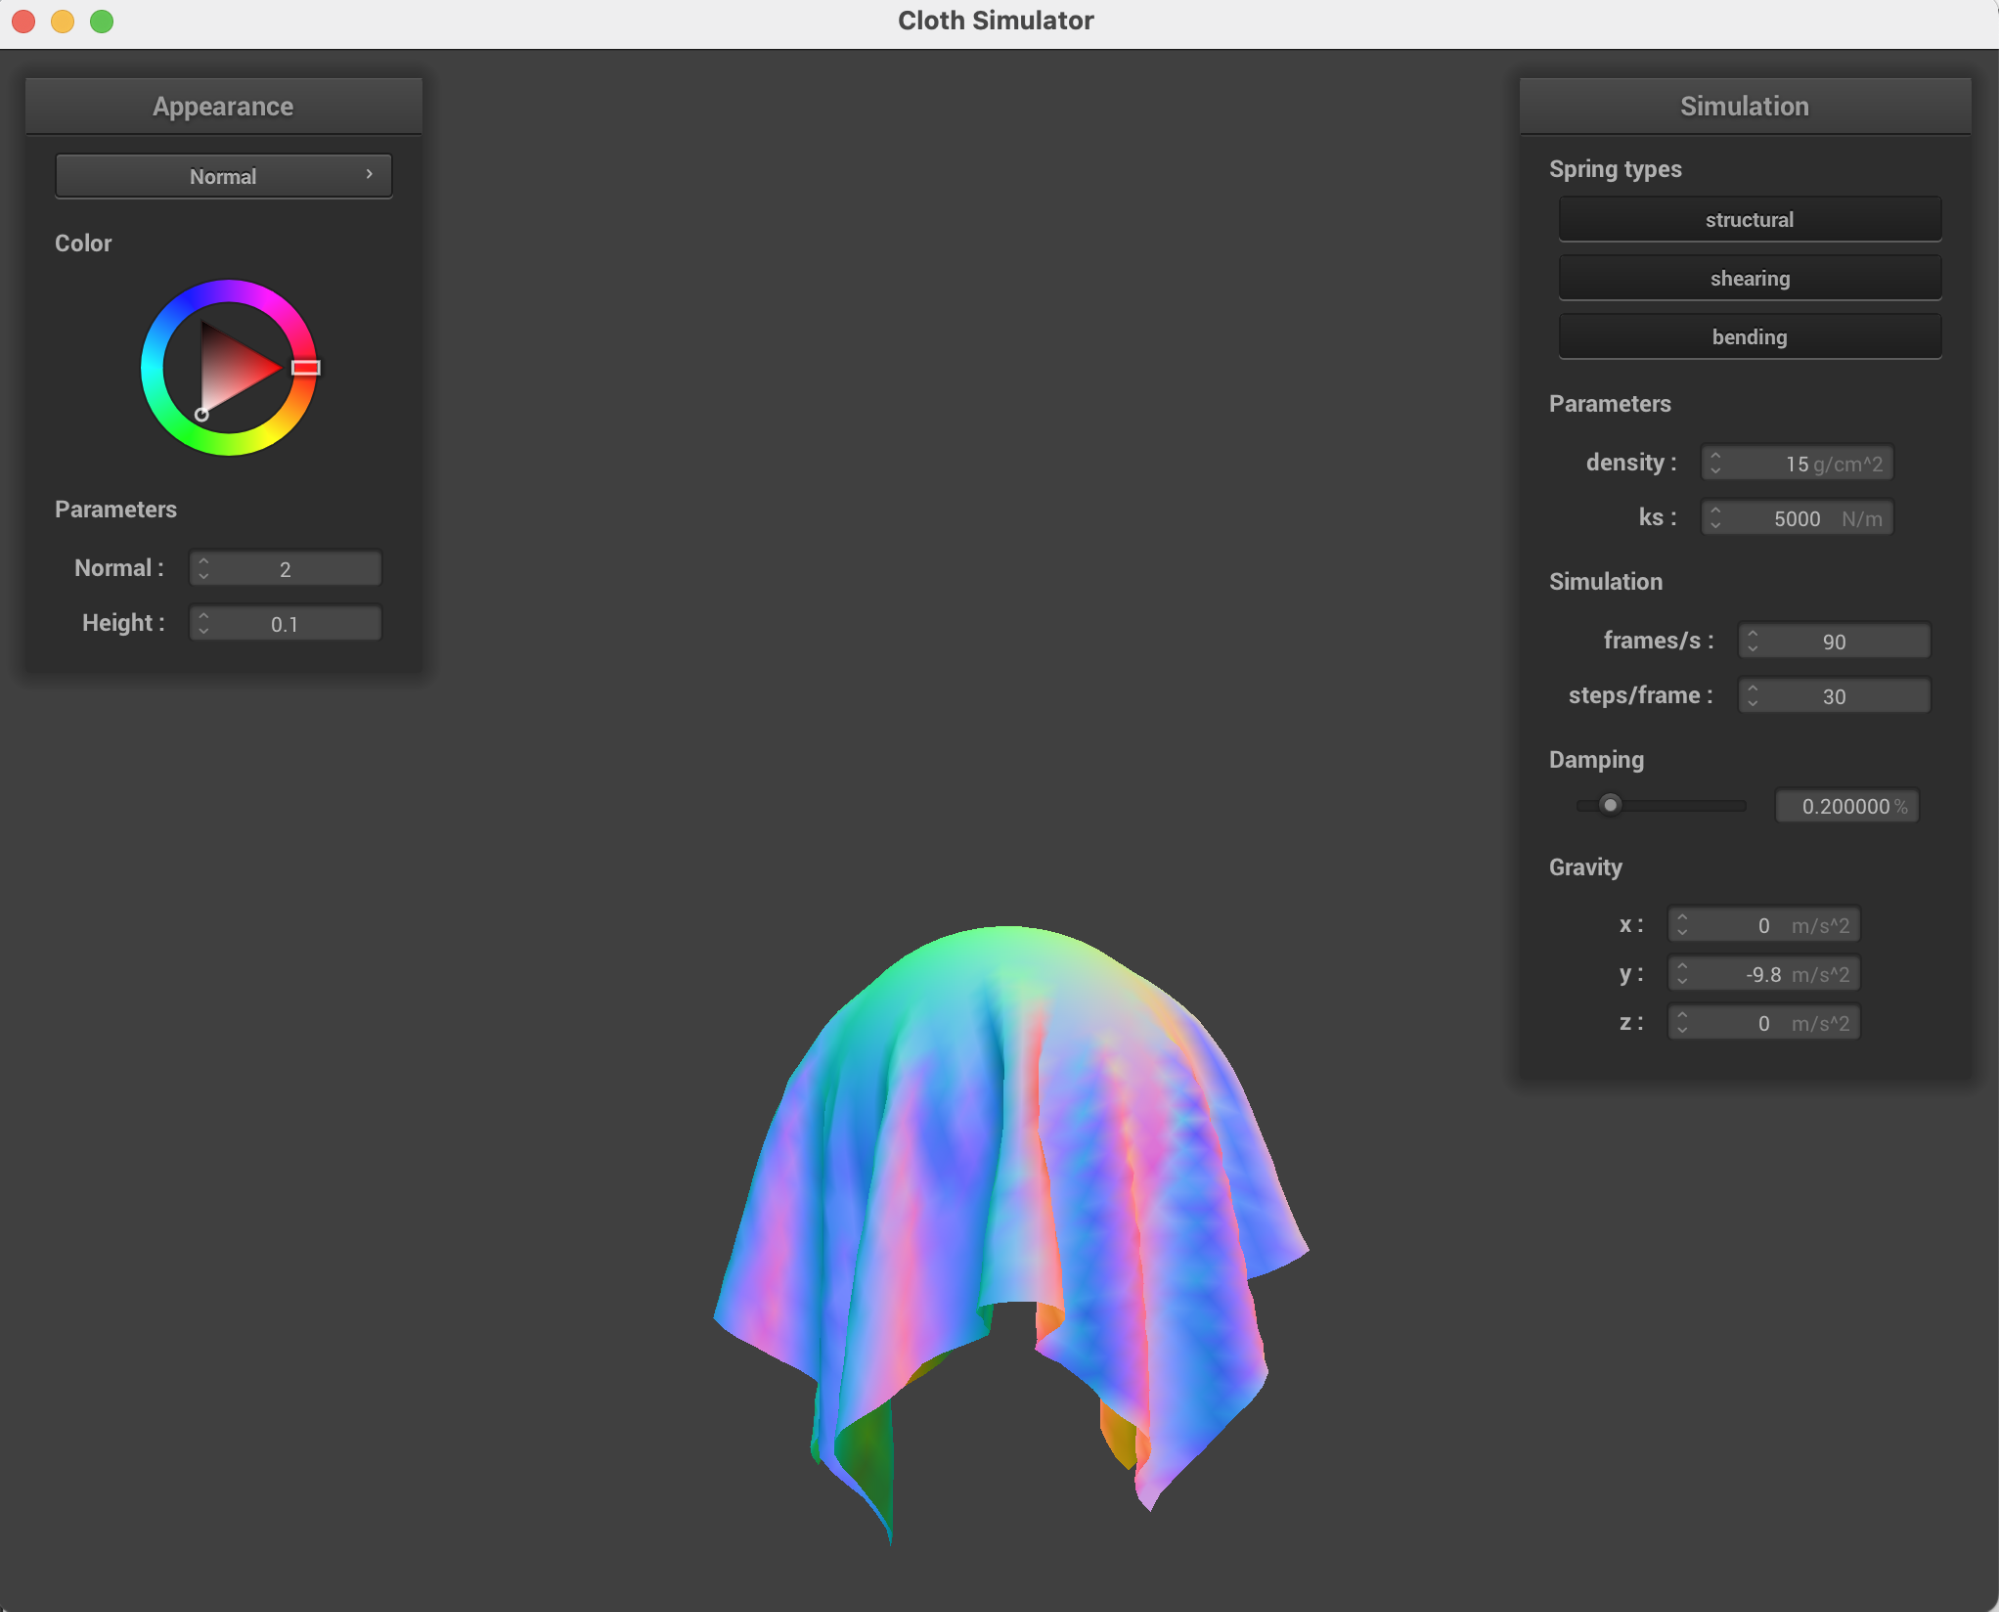 Cloth Simulator
Appearance
Normal
Color
Parameters
Normal : 2
Height : 0.1
Simulation
Spring types
structural
shearing
bending
Parameters
density : 15 g/cm^2
ks : 5000 N/m
Simulation
frames/s : 90
steps/frame : 30
Damping
0.200000 %
Gravity
x : 0 m/s^2
y : -9.8 m/s^2
z : 0 m/s^2